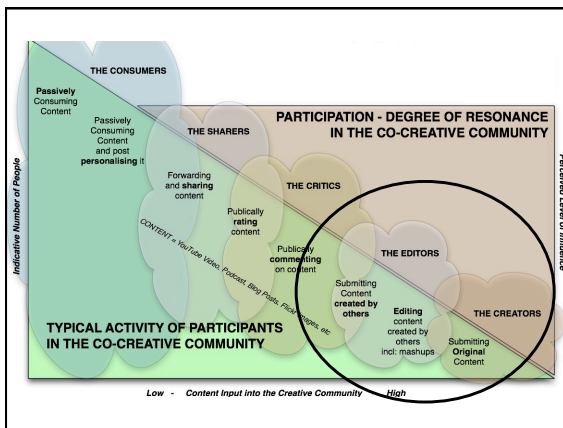 THE CONSUMERS
Passively
Consuming
Content
Passively
Consuming
Content
and post
personalising it
THE SHARERS
PARTICIPATION - DEGREE OF RESONANCE
IN THE CO-CREATIVE COMMUNITY
Forwarding
and sharing
content
THE CRITICS
Publically
rating
content
Publically
commenting
on content
THE EDITORS
Submitting
Content
created by
others
Editing
content
created by
others
incl: mashups
THE CREATORS
Submitting
Original
Content
CONTENT = YouTube Video, Podcast, Blog Posts, Flickr Images, etc
TYPICAL ACTIVITY OF PARTICIPANTS
IN THE CO-CREATIVE COMMUNITY
Indicative Number of People
Perceived Level of Influence
Low - Content Input into the Creative Community High